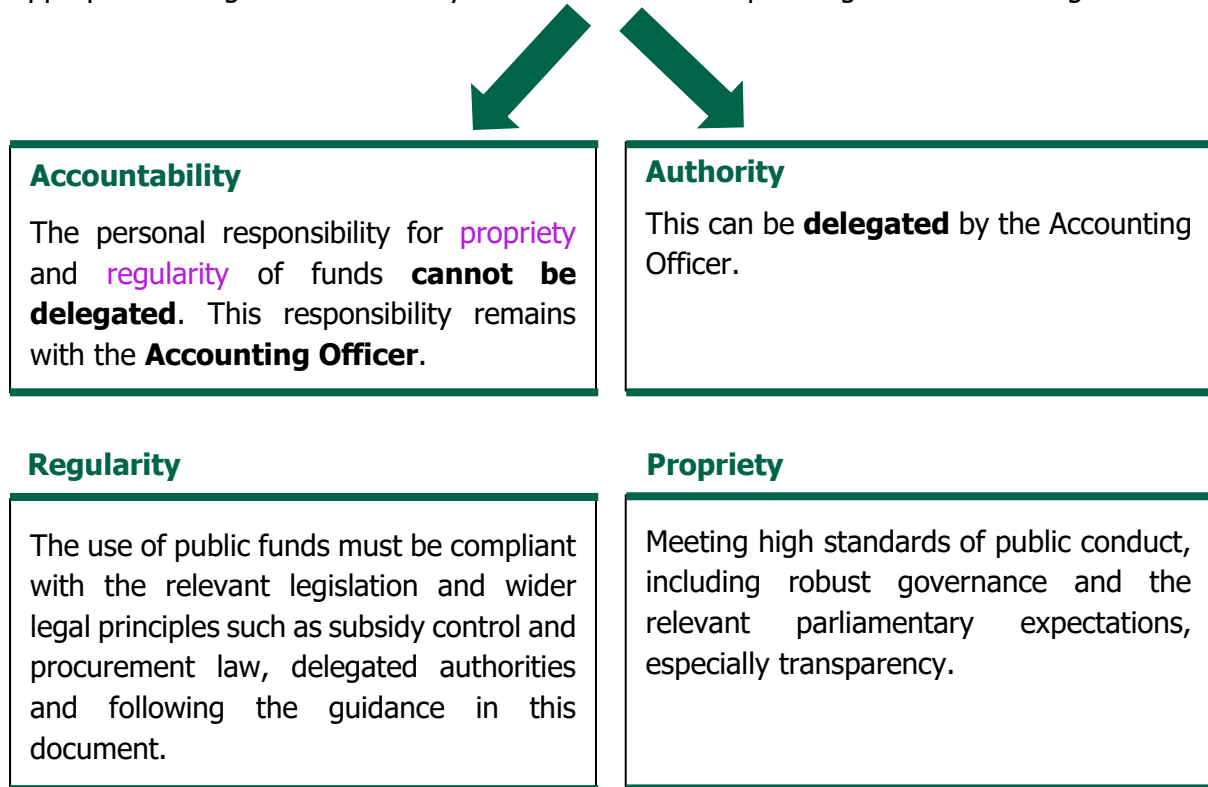 Accountability
The personal responsibility for propriety
and regularity of funds cannot be
delegated. This responsibility remains
with the Accounting Officer.
Authority
This can be delegated by the Accounting
Officer.
Regularity
The use of public funds must be compliant
with the relevant legislation and wider
legal principles such as subsidy control and
procurement law, delegated authorities
and following the guidance in this
document.
Propriety
Meeting high standards of public conduct,
including robust governance and the
relevant parliamentary expectations,
especially transparency.